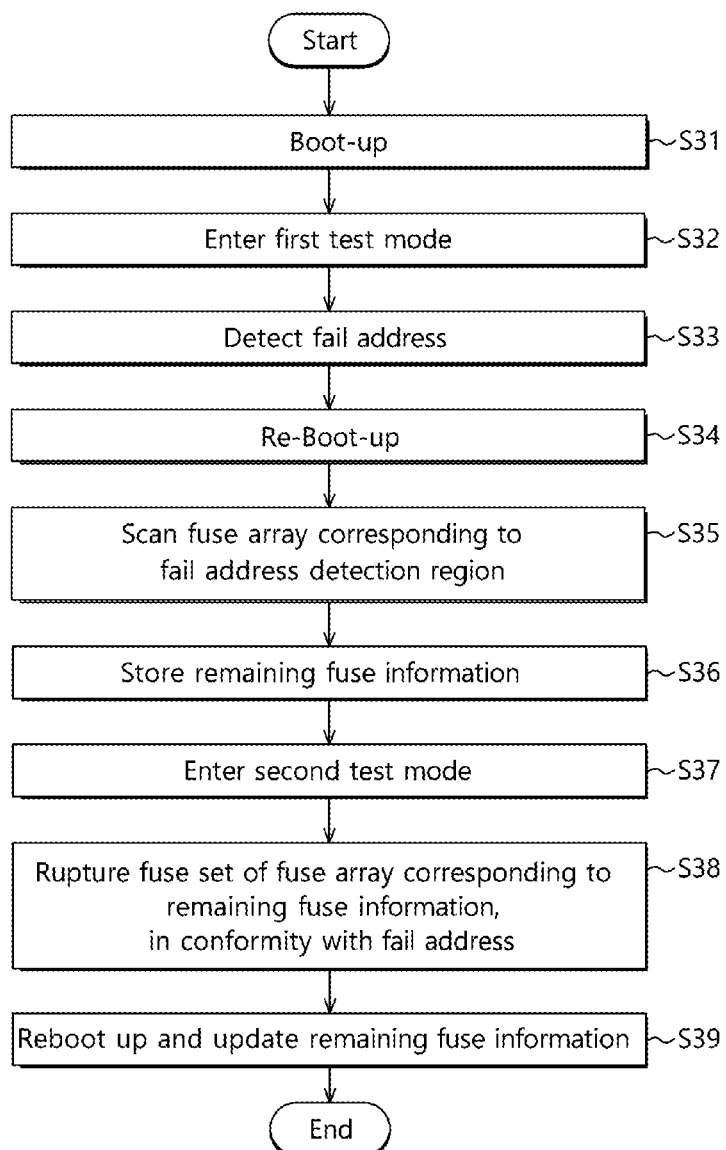 Start
Boot-up
S31
Enter first test mode
S32
Detect fail address
S33
Re-Boot-up
S34
Scan fuse array corresponding to
fail address detection region
S35
Store remaining fuse information
S36
Enter second test mode
S37
Rupture fuse set of fuse array corresponding to
remaining fuse information,
in conformity with fail address
S38
Reboot up and update remaining fuse information
S39
End